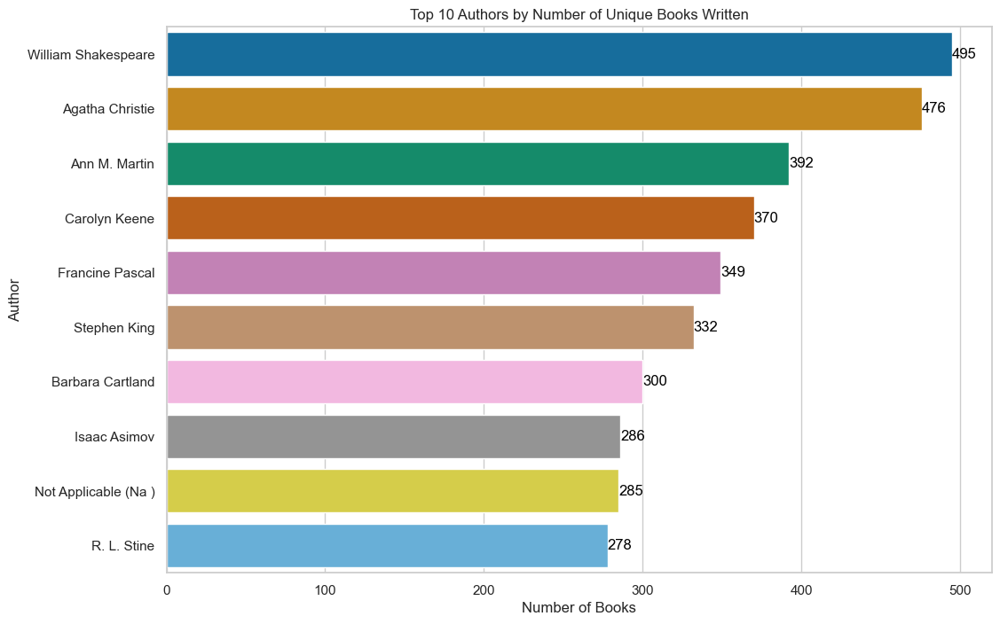 Top 10 Authors by Number of Unique Books Written
William Shakespeare 495
Agatha Christie 476
Ann M. Martin 392
Carolyn Keene 370
Francine Pascal 349
Stephen King 332
Barbara Cartland 300
Isaac Asimov 286
Not Applicable (Na ) 285
R. L. Stine 278
Author
0 100 200 300 400 500
Number of Books